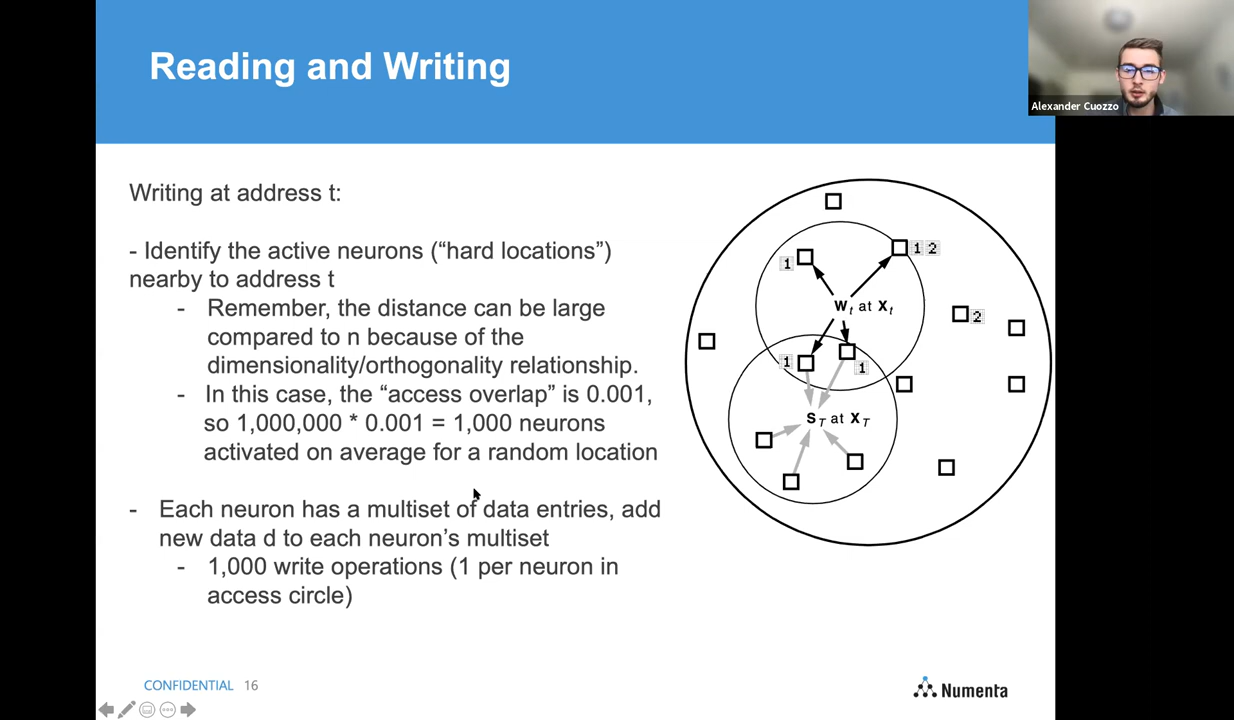 Reading and Writing
Alexander Cuozzo
Writing at address t:
- Identify the active neurons (“hard locations”)
nearby to address t
- Remember, the distance can be large
compared to n because of the
dimensionality/orthogonality relationship.
- In this case, the “access overlap” is 0.001,
so 1,000,000 * 0.001 = 1,000 neurons
activated on average for a random location
- Each neuron has a multiset of data entries, add
new data d to each neuron’s multiset
- 1,000 write operations (1 per neuron in
access circle)
1 2
1
W t at X t
2
1
1
S T at X T
CONFIDENTIAL 16
Numenta